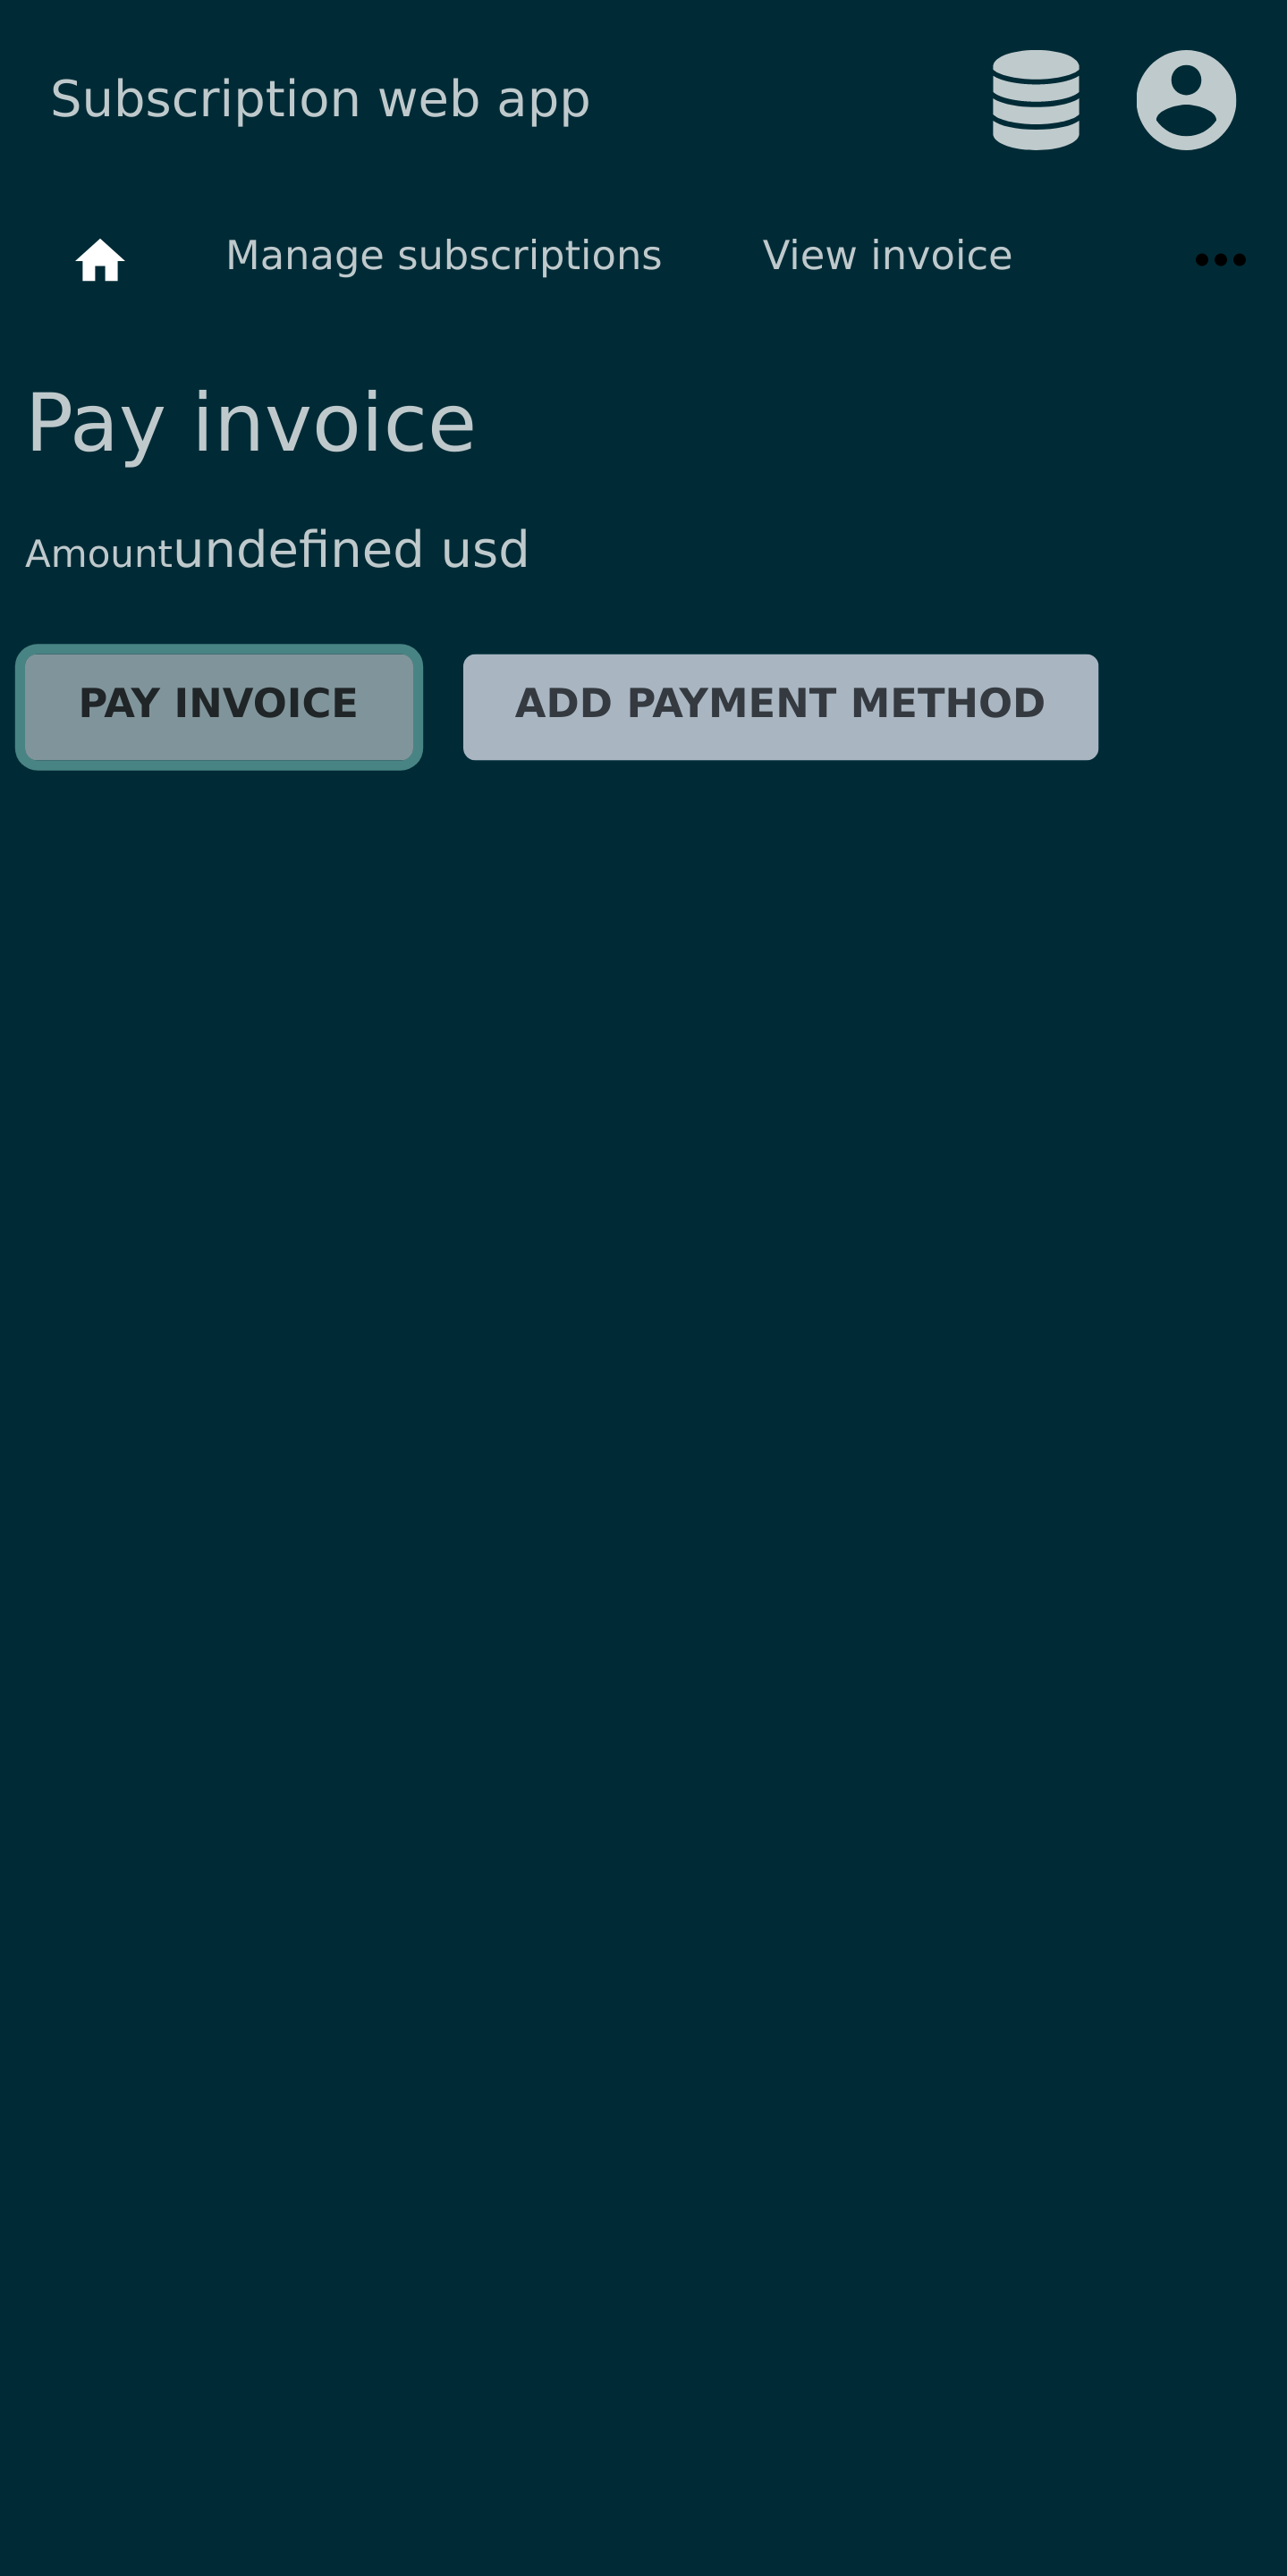 Subscription web app
Manage subscriptions View invoice
Pay invoice
Amountundefined usd
PAY INVOICE ADD PAYMENT METHOD